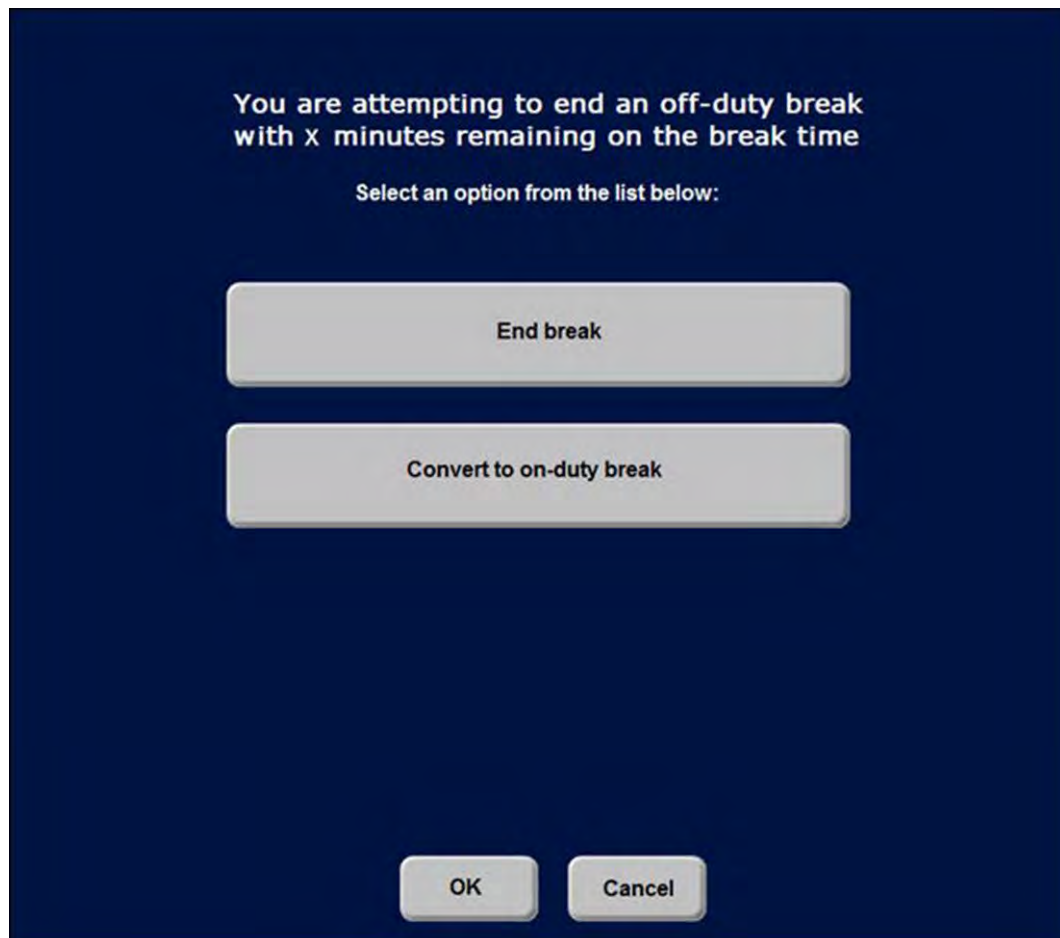 You are attempting to end an off-duty break
with X minutes remaining on the break time
Select an option from the list below:
End break
Convert to on-duty break
OK
Cancel